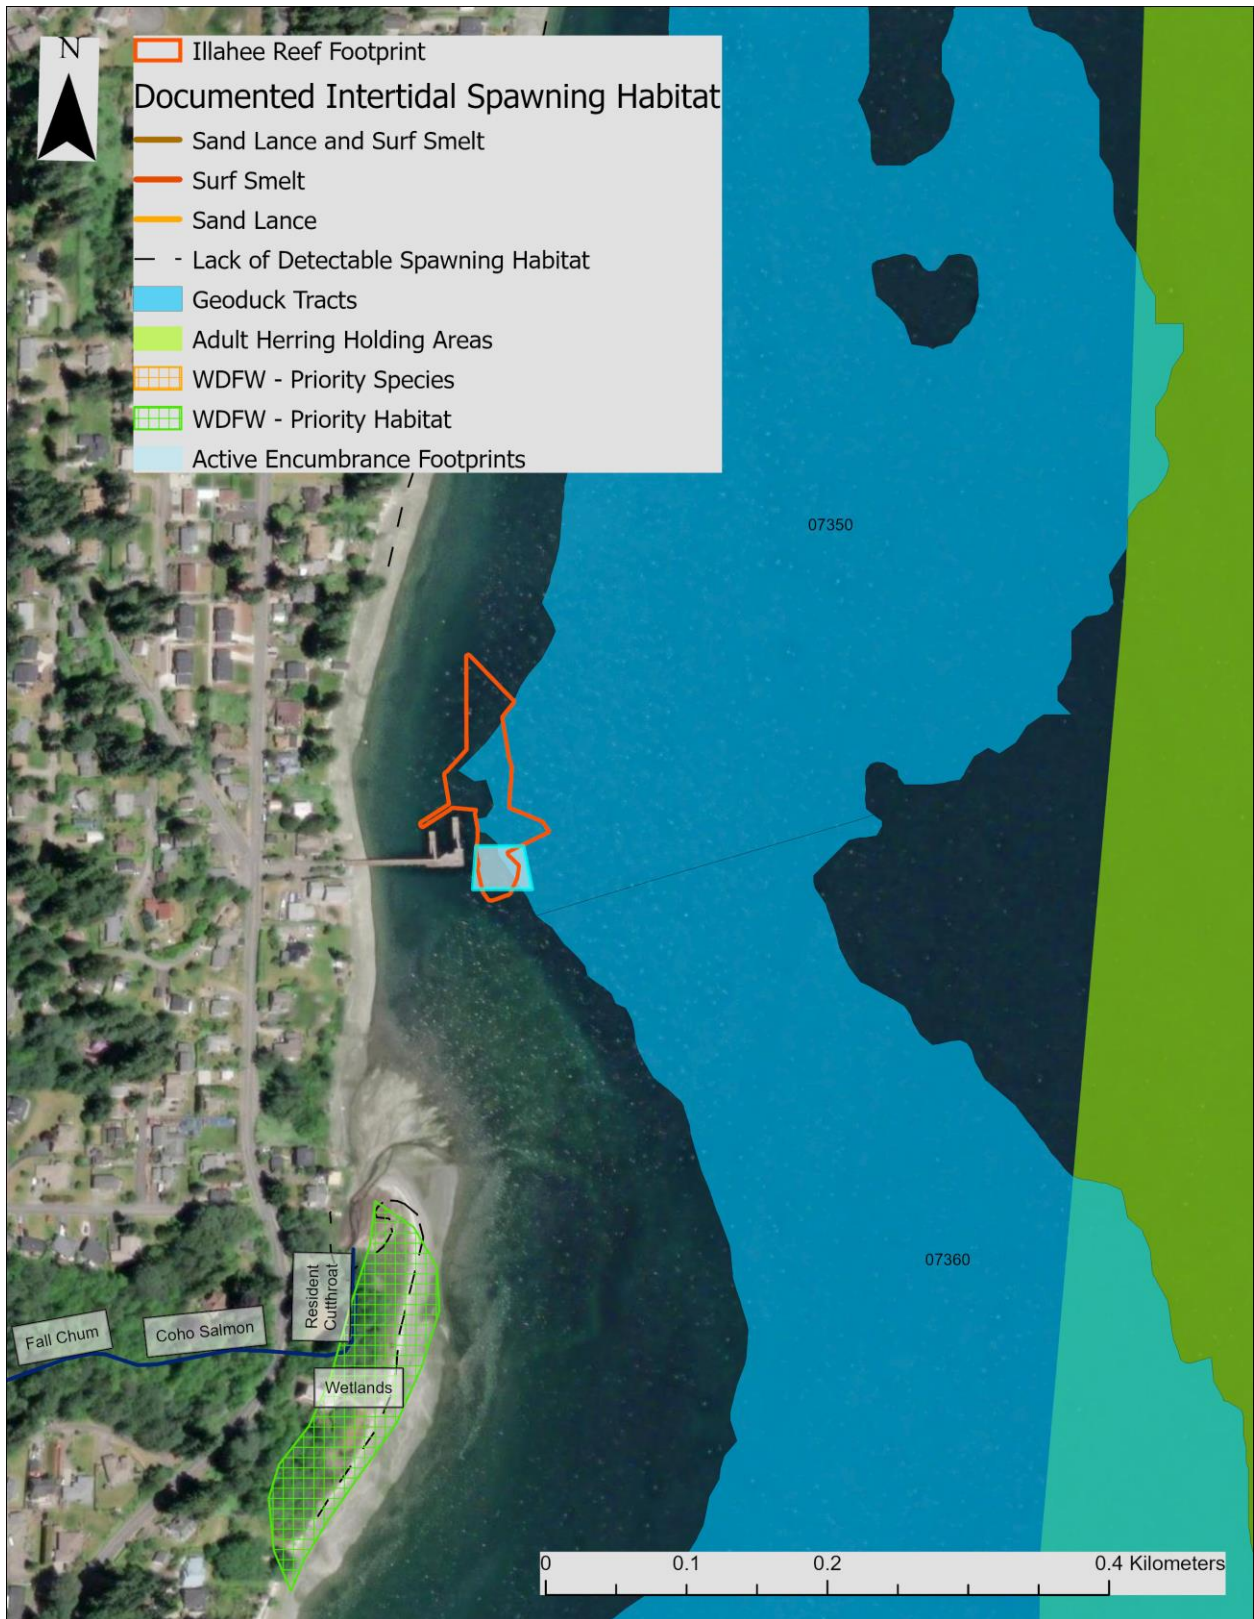 N
Illahee Reef Footprint
Documented Intertidal Spawning Habitat
Sand Lance and Surf Smelt
Surf Smelt
Sand Lance
Lack of Detectable Spawning Habitat
Geoduck Tracts
Adult Herring Holding Areas
WDFW - Priority Species
WDFW - Priority Habitat
Active Encumbrance Footprints
07350
07360
Resident
Cutthroat
Fall Chum
Coho Salmon
Wetlands
0 0.1 0.2 0.4 Kilometers